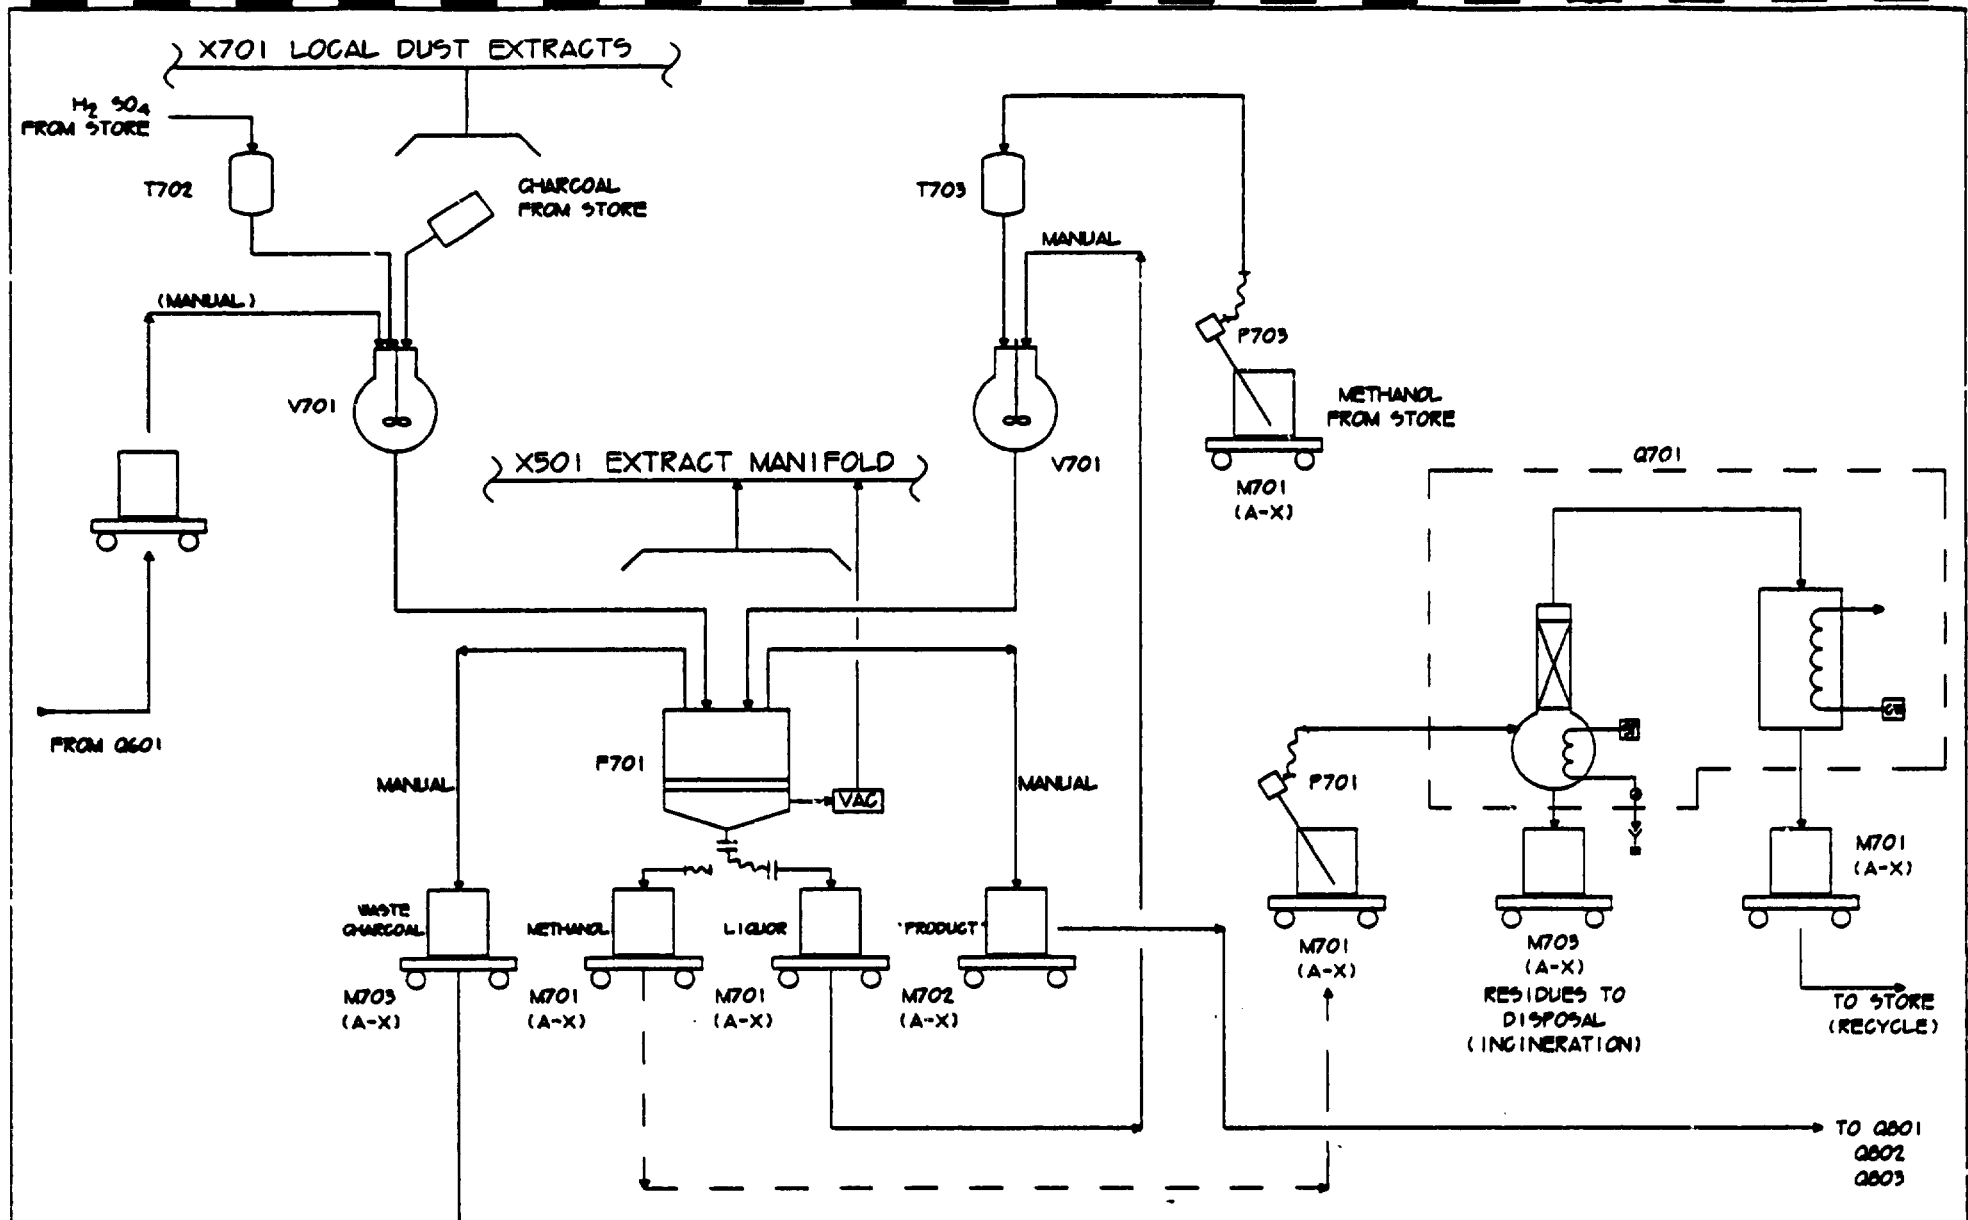 X701 LOCAL DUST EXTRACTS
H2 SO4
FROM STORE
T702
CHARCOAL
FROM STORE
T703
MANUAL
(MANUAL)
P703
V701
METHANOL
FROM STORE
X501 EXTRACT MANIFOLD
V701
Q701
M701
(A-X)
FROM Q601
F701
MANUAL
VAC
MANUAL
P701
CW
M701
(A-X)
WASTE
CHARCOAL
METHANOL
LIQUOR
"PRODUCT"
M703
(A-X)
M701
(A-X)
M701
(A-X)
M702
(A-X)
M701
(A-X)
M703
(A-X)
RESIDUES TO
DISPOSAL
(INCINERATION)
TO STORE
(RECYCLE)
TO Q801
Q802
Q803